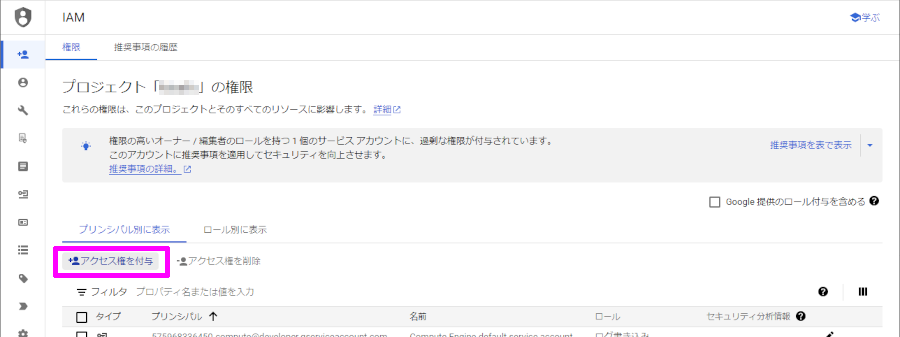 IAM
学ぶ
権限
推奨事項の履歴
プロジェクト「」の権限
これらの権限は、このプロジェクトとそのすべてのリソースに影響します。 詳細
権限の高いオーナー / 編集者のロールを持つ 1 個のサービス アカウントに、過剰な権限が付与されています。
このアカウントに推奨事項を適用してセキュリティを向上させます。
推奨事項の詳細。
推奨事項を表で表示
Google 提供のロール付与を含める
プリンシパル別に表示
ロール別に表示
アクセス権を付与
アクセス権を削除
フィルタ プロパティ名または値を入力
タイプ プリンシパル 名前 ロール セキュリティ分析情報
575968336450-compute@developer.gserviceaccount.com Compute Engine default service account ログ書き込み